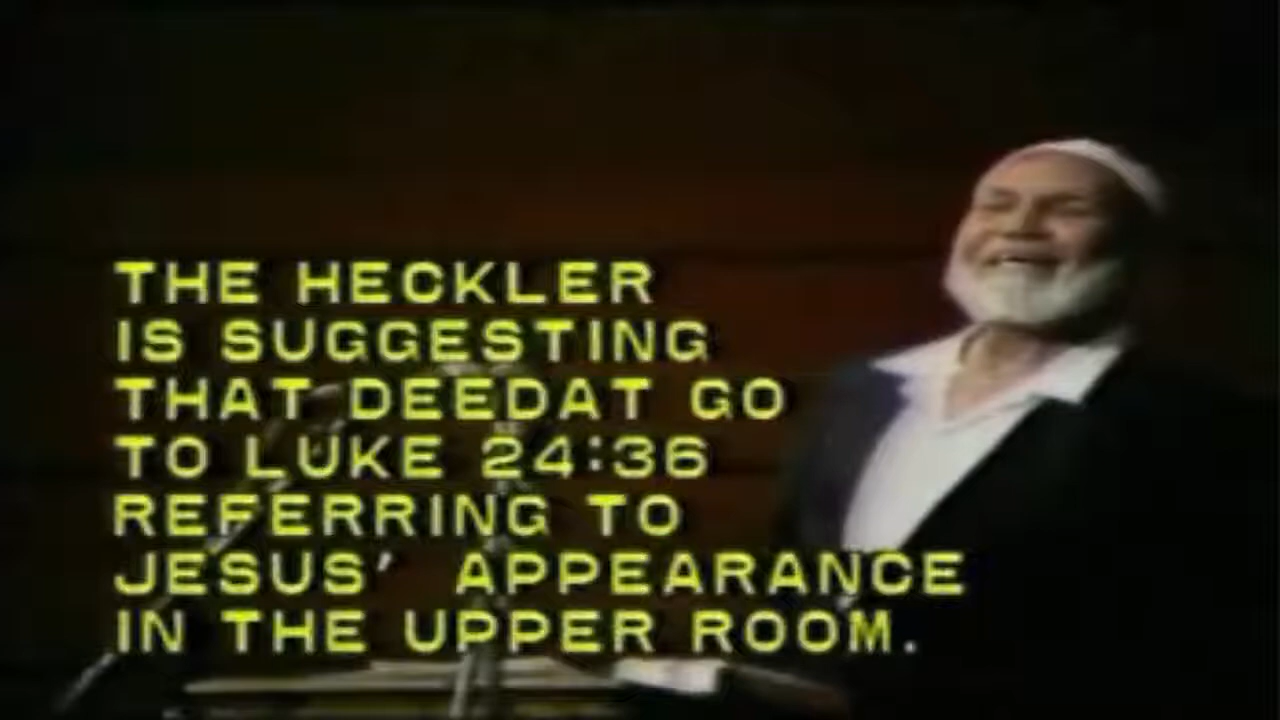 THE HECKLER
IS SUGGESTING
THAT DEEDAT GO
TO LUKE 24:36
REFERRING TO
JESUS' APPEARANCE
IN THE UPPER ROOM.